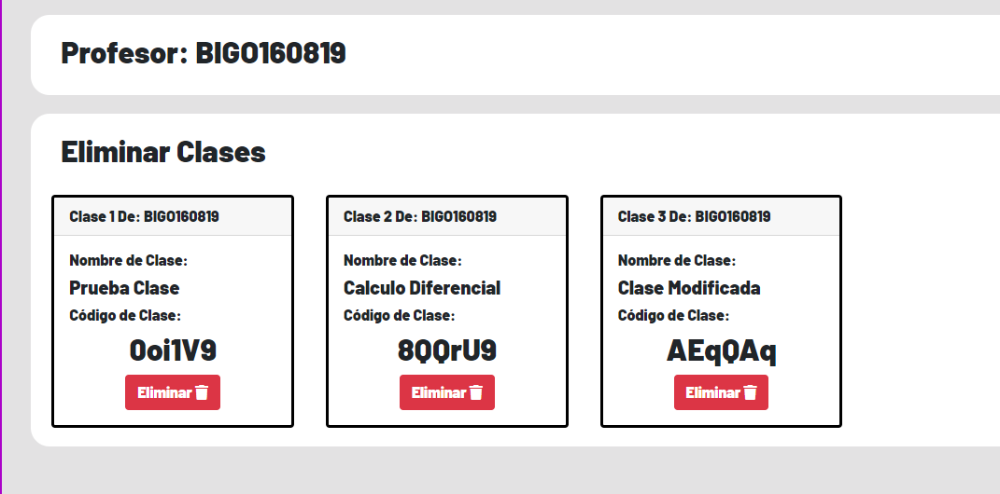 Profesor: BIGO160819
Eliminar Clases
Clase 1 De: BIGO160819
Nombre de Clase:
Prueba Clase
Código de Clase:
0oi1V9
Eliminar
Clase 2 De: BIGO160819
Nombre de Clase:
Calculo Diferencial
Código de Clase:
8QQrU9
Eliminar
Clase 3 De: BIGO160819
Nombre de Clase:
Clase Modificada
Código de Clase:
AEqQAq
Eliminar